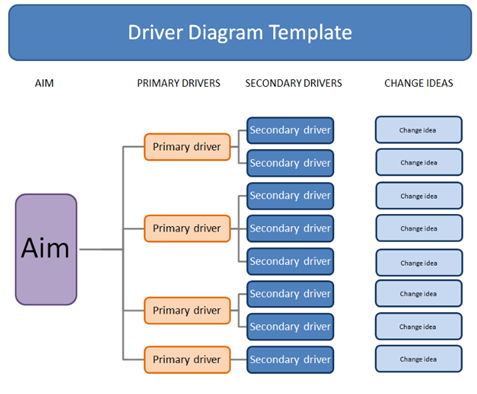 Driver Diagram Template
AIM PRIMARY DRIVERS SECONDARY DRIVERS CHANGE IDEAS
Secondary driver Change idea
Primary driver
Secondary driver Change idea
Secondary driver Change idea
Primary driver Secondary driver Change idea
Aim
Secondary driver Change idea
Secondary driver Change idea
Primary driver
Secondary driver Change idea
Primary driver Secondary driver Change idea